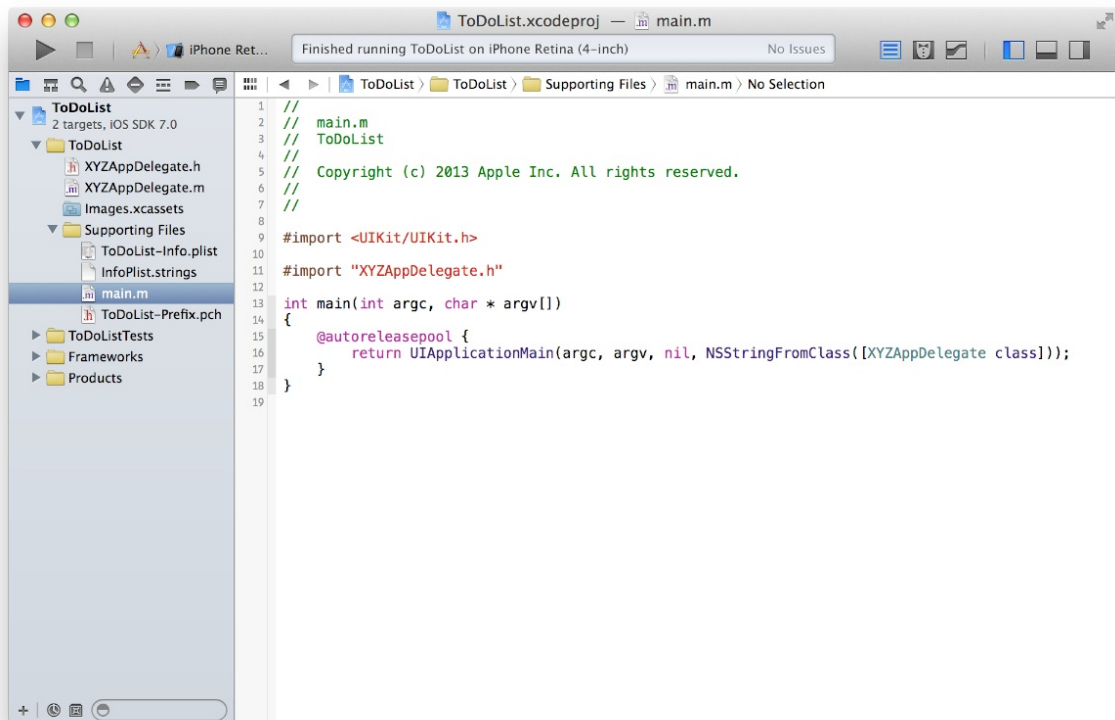 ToDoList.xcodeproj — main.m
iPhone Ret...
Finished running ToDoList on iPhone Retina (4-inch)
No Issues
ToDoList
ToDoList
Supporting Files
main.m
No Selection
ToDoList
2 targets, iOS SDK 7.0
ToDoList
XYZAppDelegate.h
XYZAppDelegate.m
Images.xcassets
Supporting Files
ToDoList-Info.plist
InfoPlist.strings
main.m
ToDoList-Prefix.pch
ToDoListTests
Frameworks
Products
1 //
2 //  main.m
3 //  ToDoList
4 //
5 //  Copyright (c) 2013 Apple Inc. All rights reserved.
6 //
7 //
8
9 #import <UIKit/UIKit.h>
10
11 #import "XYZAppDelegate.h"
12
13 int main(int argc, char * argv[])
14 {
15     @autoreleasepool {
16         return UIApplicationMain(argc, argv, nil, NSStringFromClass([XYZAppDelegate class]));
17     }
18 }
19